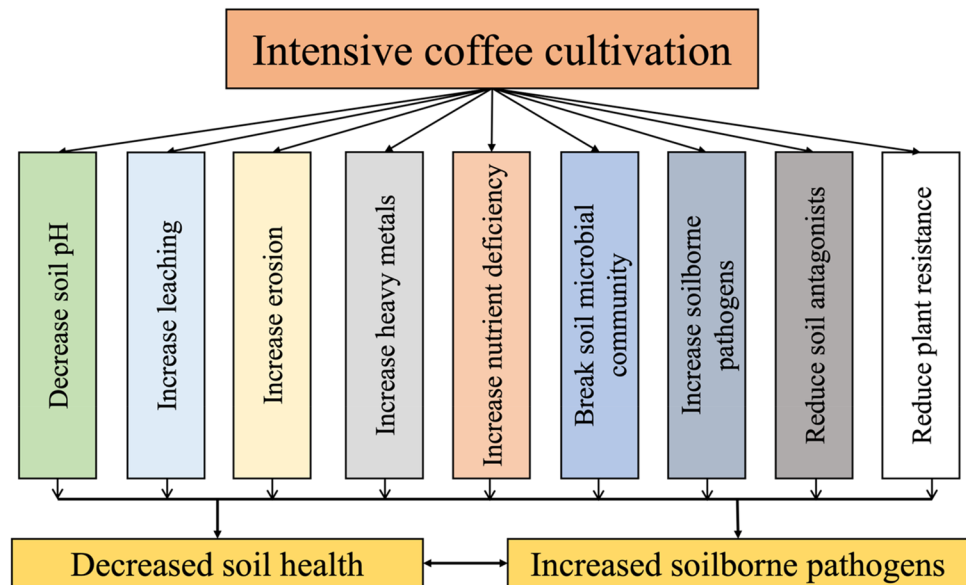 Intensive coffee cultivation
Decrease soil pH
Increase leaching
Increase erosion
Increase heavy metals
Increase nutrient deficiency
Break soil microbial
community
Increase soilborne
pathogens
Reduce soil antagonists
Reduce plant resistance
Decreased soil health
Increased soilborne pathogens